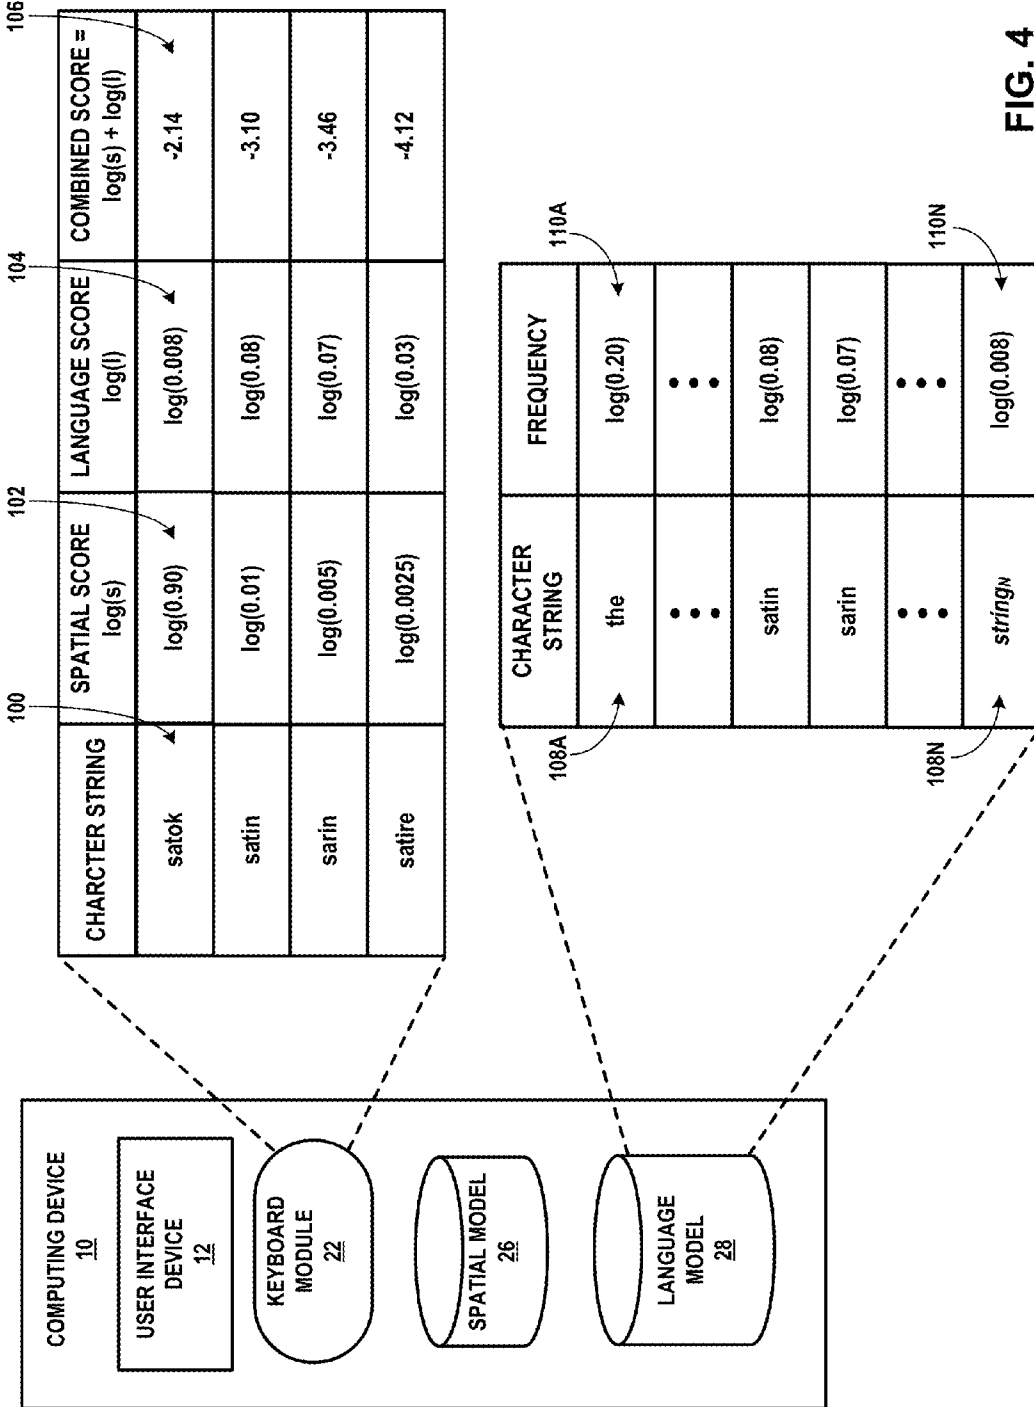 COMPUTING DEVICE
10
USER INTERFACE
DEVICE
12
KEYBOARD
MODULE
22
SPATIAL MODEL
26
LANGUAGE
MODEL
28
100
102
104
106
CHARCTER STRING
SPATIAL SCORE
log(s)
LANGUAGE SCORE
log(l)
COMBINED SCORE =
log(s) + log(l)
satok
log(0.90)
log(0.008)
-2.14
satin
log(0.01)
log(0.08)
-3.10
sarin
log(0.005)
log(0.07)
-3.46
satire
log(0.0025)
log(0.03)
-4.12
CHARACTER
STRING
FREQUENCY
108A
the
log(0.20)
110A
satin
log(0.08)
sarin
log(0.07)
108N
stringN
log(0.008)
110N
FIG. 4